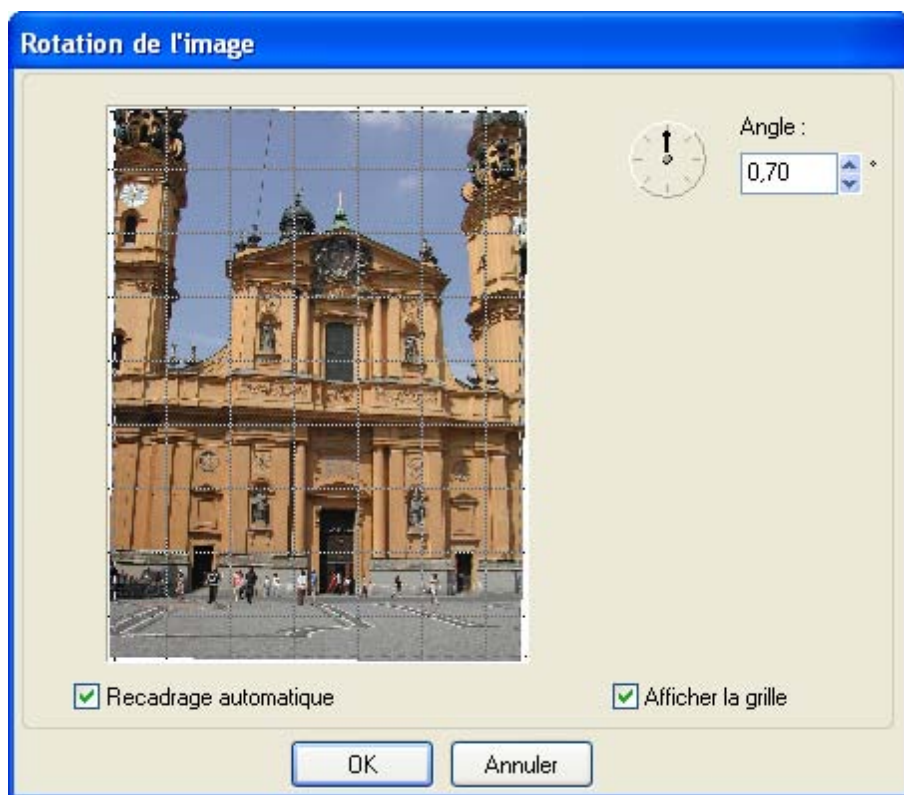 Rotation de l'image
Angle :
0,70 °
Recadrage automatique
Afficher la grille
OK
Annuler